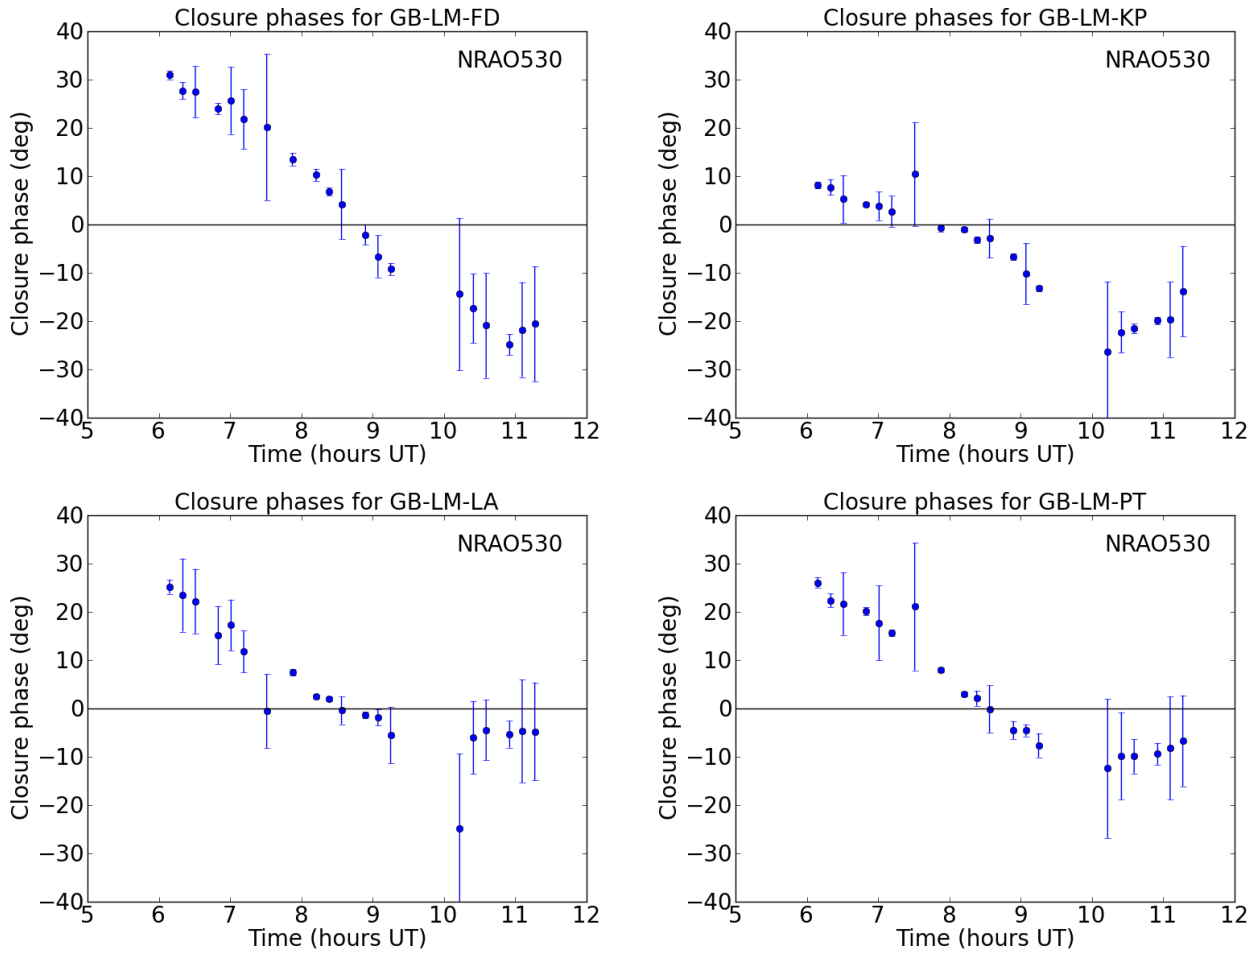 Closure phases for GB-LM-FD
NRAO530
Closure phase (deg)
40
30
20
10
0
−10
−20
−30
−40
5 6 7 8 9 10 11 12
Time (hours UT)
Closure phases for GB-LM-KP
NRAO530
Closure phase (deg)
40
30
20
10
0
−10
−20
−30
−40
5 6 7 8 9 10 11 12
Time (hours UT)
Closure phases for GB-LM-LA
NRAO530
Closure phase (deg)
40
30
20
10
0
−10
−20
−30
−40
5 6 7 8 9 10 11 12
Time (hours UT)
Closure phases for GB-LM-PT
NRAO530
Closure phase (deg)
40
30
20
10
0
−10
−20
−30
−40
5 6 7 8 9 10 11 12
Time (hours UT)